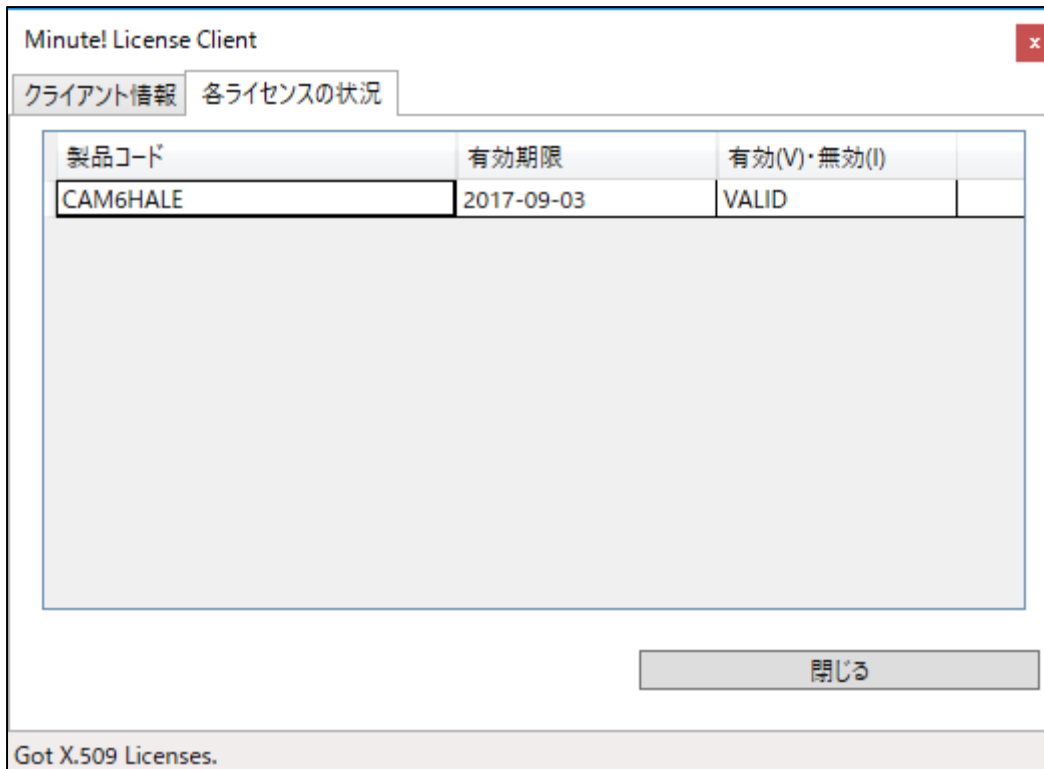 Minute! License Client
x
クライアント情報 各ライセンスの状況
製品コード 有効期限 有効(V)・無効(I)
CAM6HALE 2017-09-03 VALID
閉じる
Got X.509 Licenses.